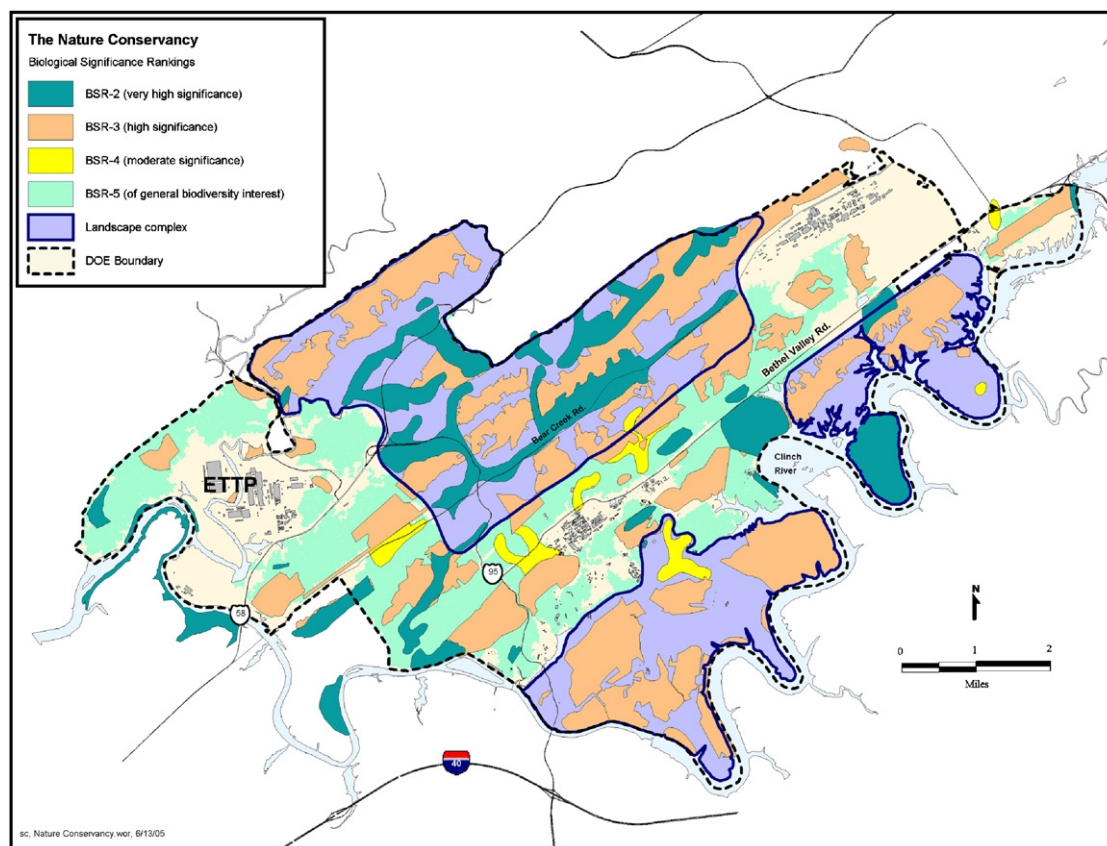 The Nature Conservancy
Biological Significance Rankings
BSR-2 (very high significance)
BSR-3 (high significance)
BSR-4 (moderate significance)
BSR-5 (of general biodiversity interest)
Landscape complex
DOE Boundary
Bethel Valley Rd.
Bear Creek Rd.
Clinch
River
ETTP
95
58
N
0 1 2
Miles
40
sc, Nature Conservancy.wor, 6/13/05